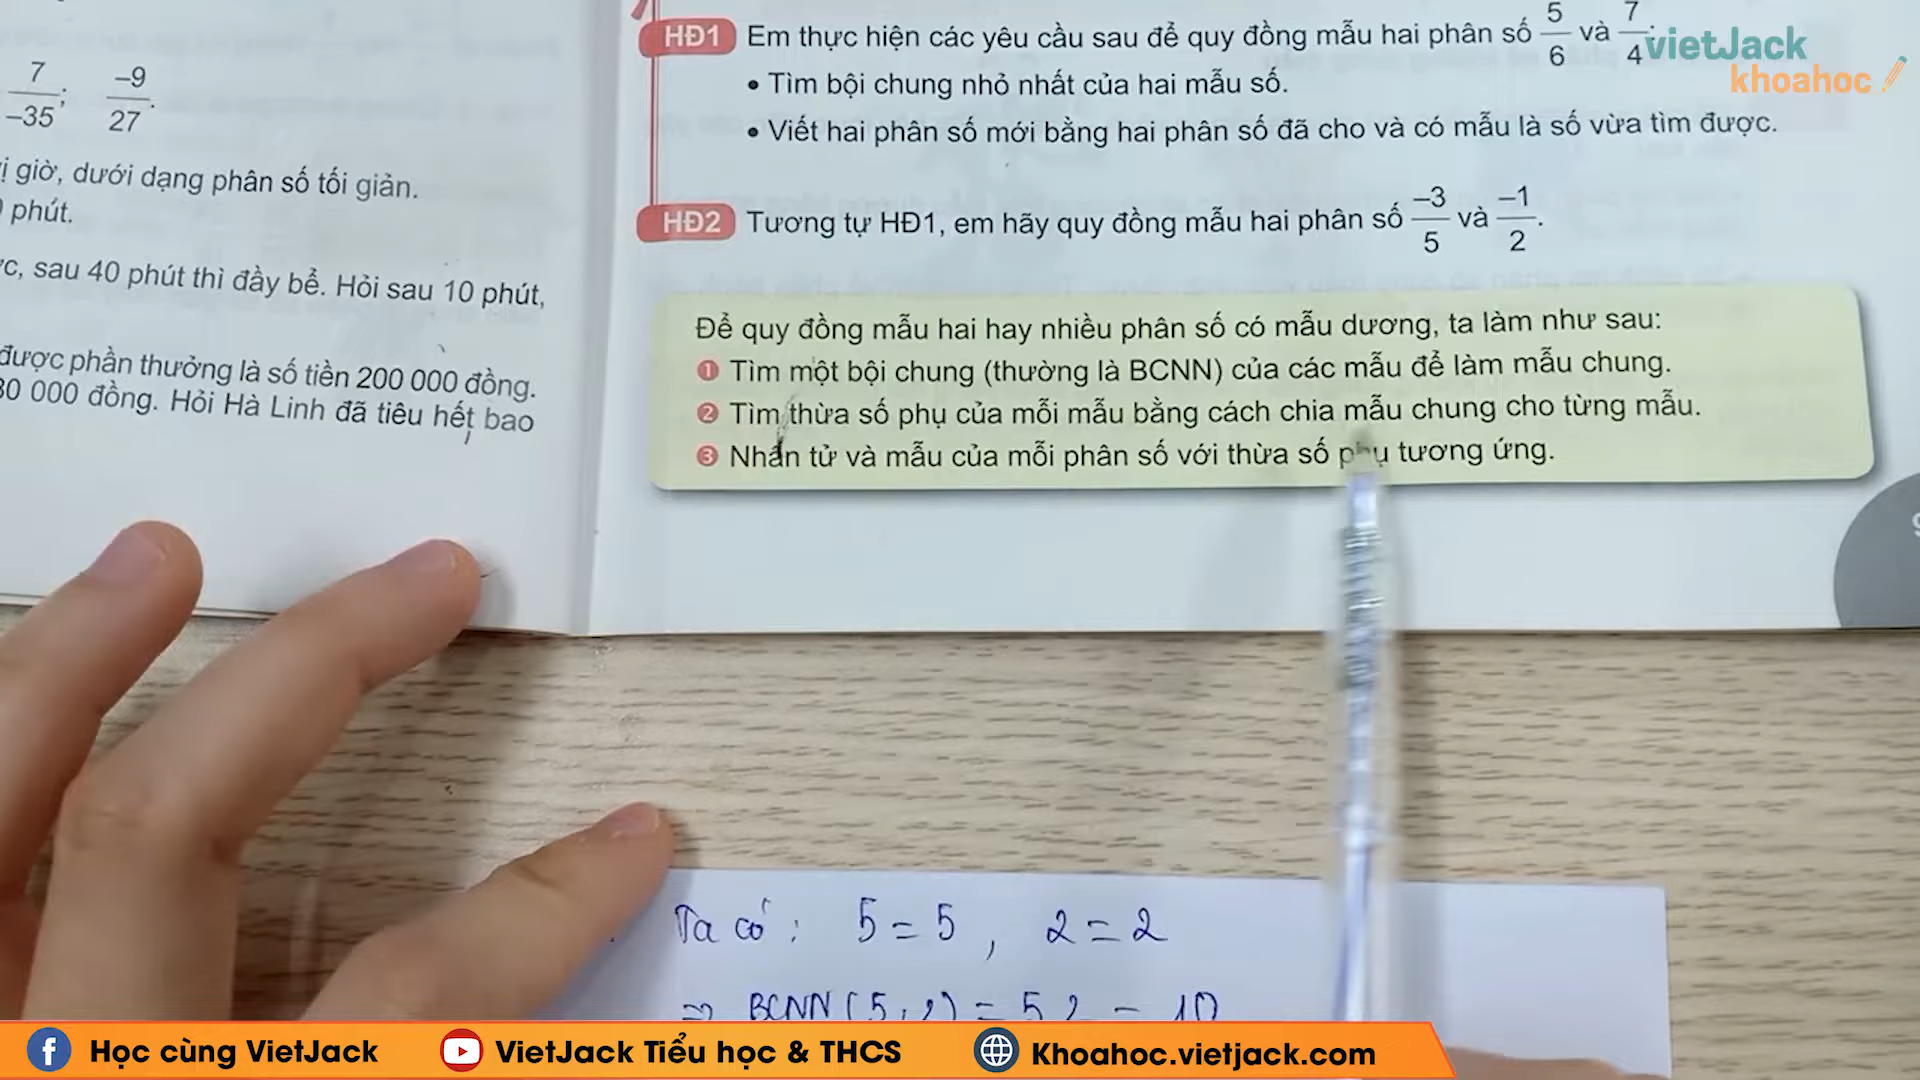 7/-35; -9/27.
giờ, dưới dạng phân số tối giản.
phút.
sau 40 phút thì đầy bể. Hỏi sau 10 phút,
được phần thưởng là số tiền 200 000 đồng.
000 đồng. Hỏi Hà Linh đã tiêu hết bao
HĐ1 Em thực hiện các yêu cầu sau để quy đồng mẫu hai phân số 5/6 và 7/4.
• Tìm bội chung nhỏ nhất của hai mẫu số.
• Viết hai phân số mới bằng hai phân số đã cho và có mẫu là số vừa tìm được.
HĐ2 Tương tự HĐ1, em hãy quy đồng mẫu hai phân số -3/5 và -1/2.
Để quy đồng mẫu hai hay nhiều phân số có mẫu dương, ta làm như sau:
1 Tìm một bội chung (thường là BCNN) của các mẫu để làm mẫu chung.
2 Tìm thừa số phụ của mỗi mẫu bằng cách chia mẫu chung cho từng mẫu.
3 Nhân tử và mẫu của mỗi phân số với thừa số phụ tương ứng.
Ta có: 5 = 5, 2 = 2
=> BCNN(5,2) = 5.2 = 10
vietJack
khoahoc
Học cùng VietJack
VietJack Tiểu học & THCS
Khoahoc.vietjack.com